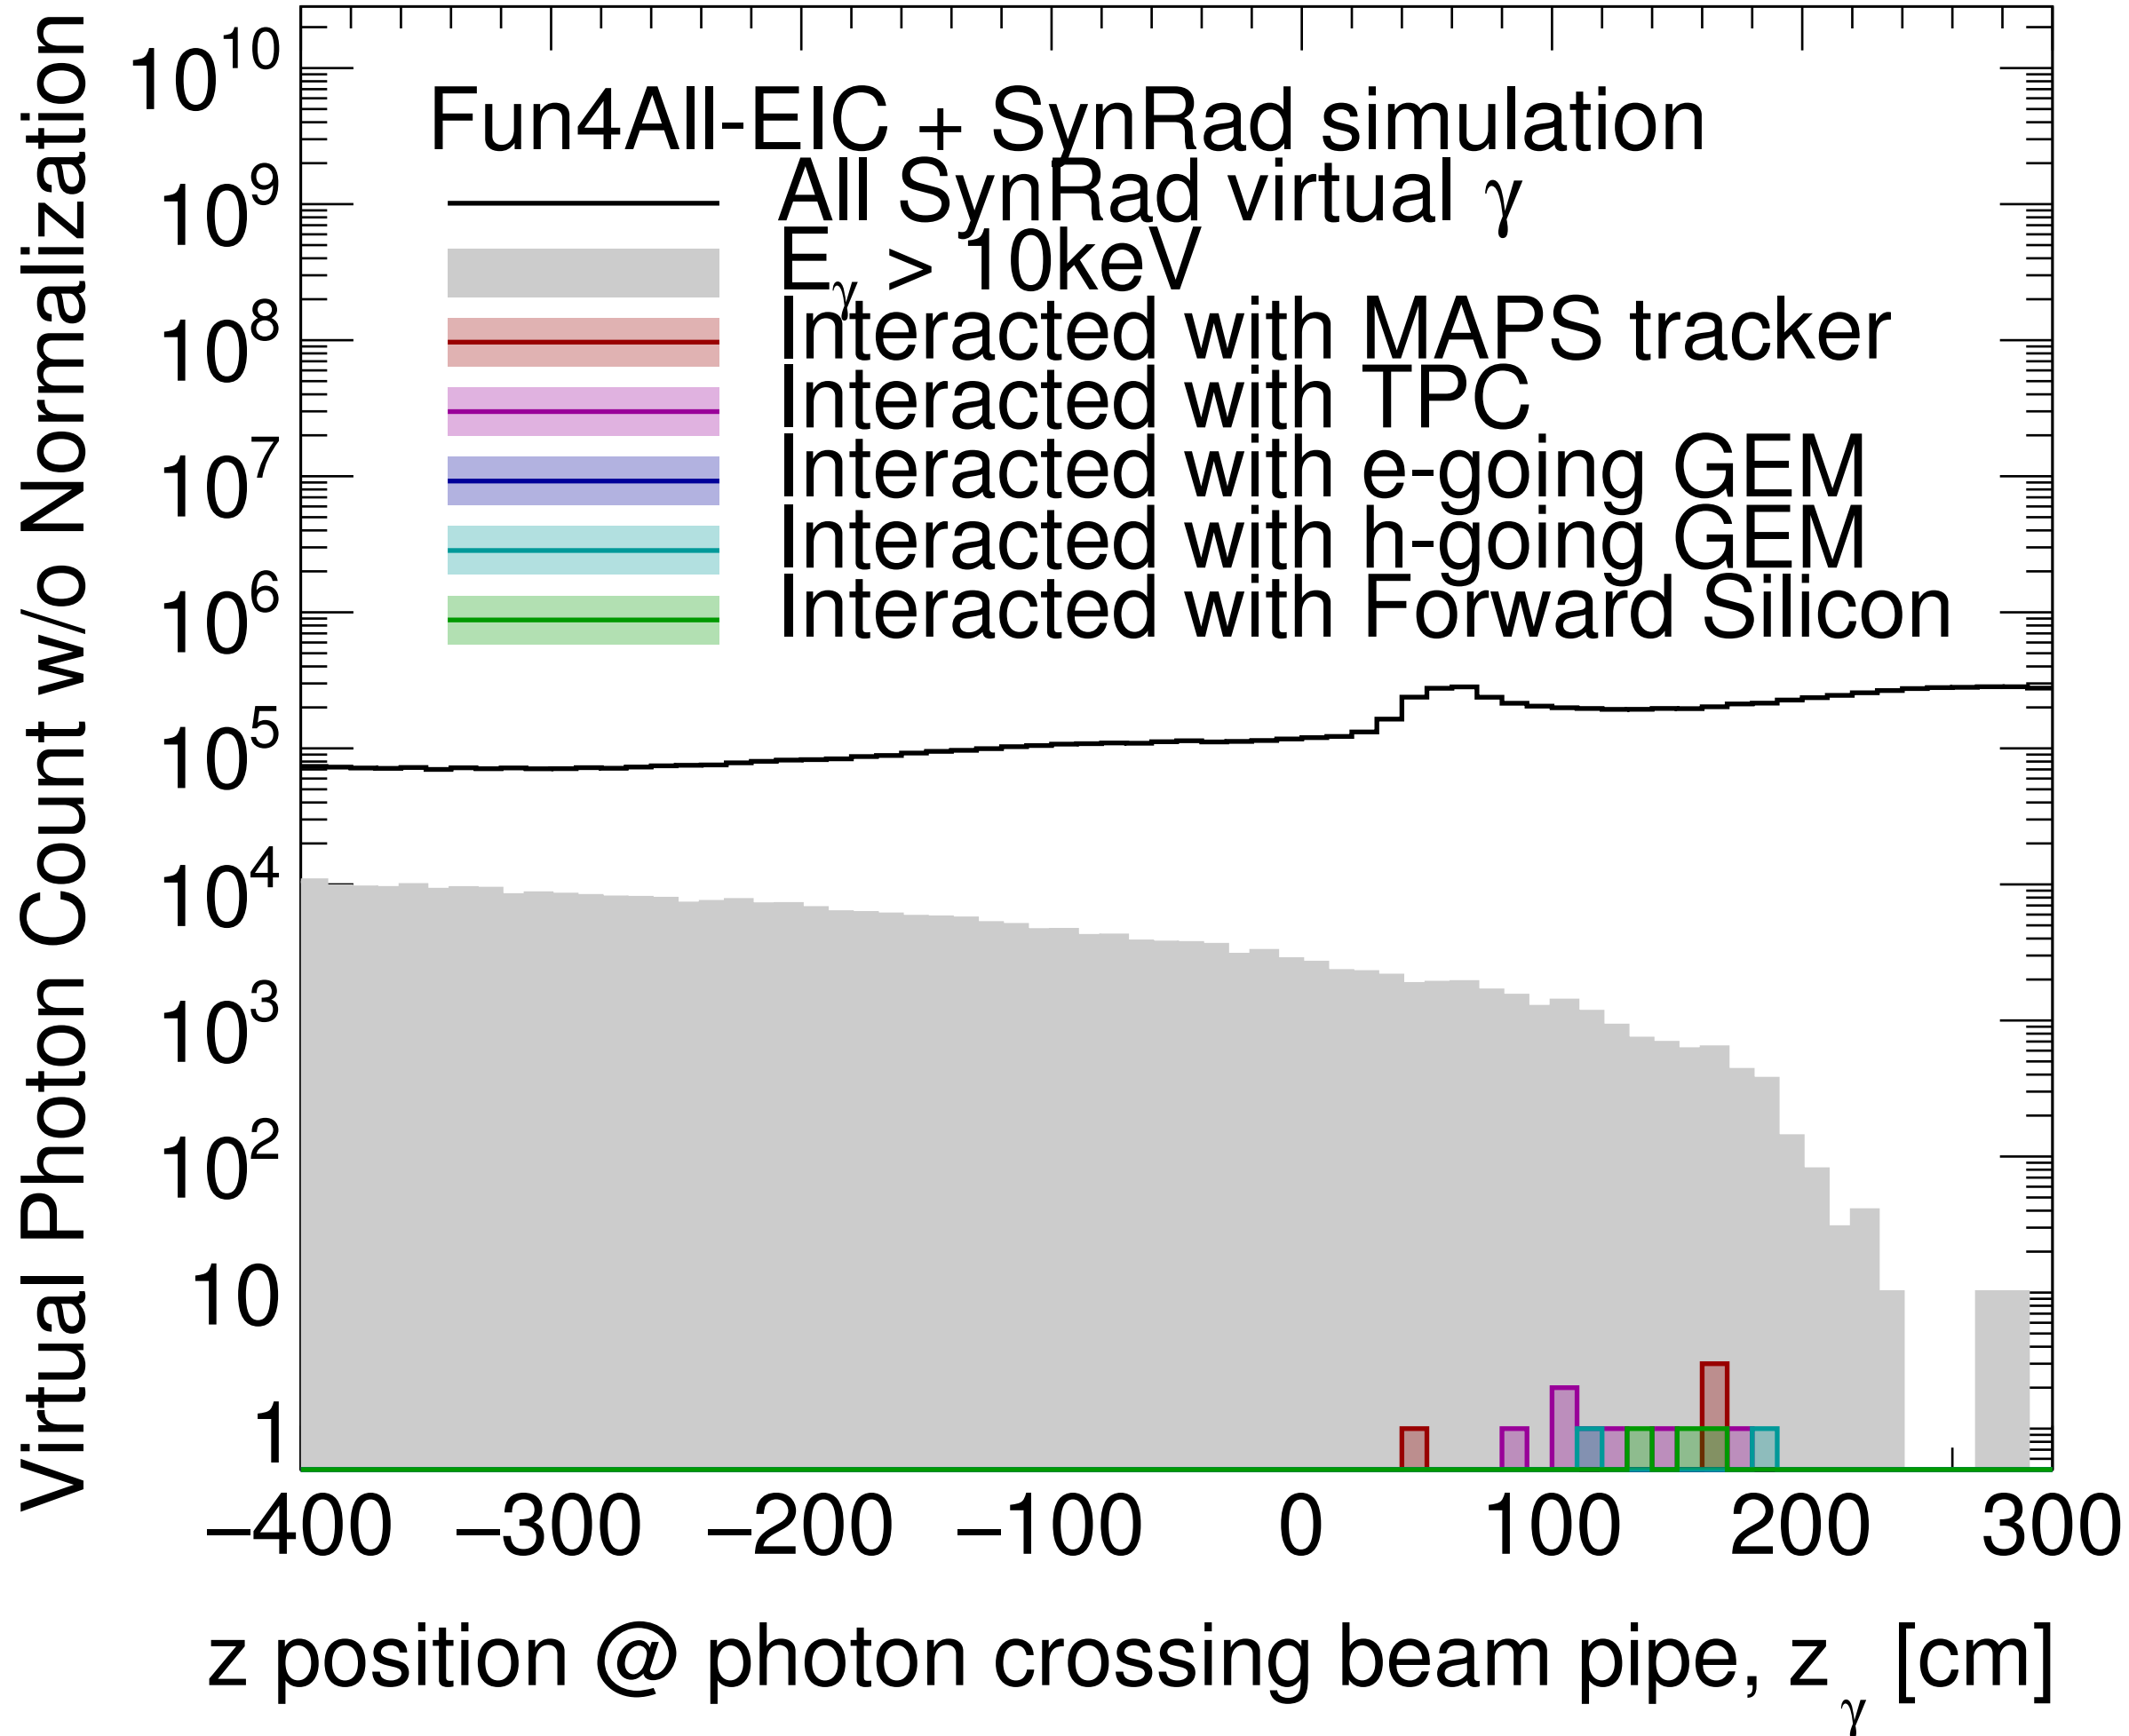 Virtual Photon Count w/o Normalization
10^10
10^9
10^8
10^7
10^6
10^5
10^4
10^3
10^2
10
1
Fun4All-EIC + SynRad simulation
All SynRad virtual γ
E_γ > 10keV
Interacted with MAPS tracker
Interacted with TPC
Interacted with e-going GEM
Interacted with h-going GEM
Interacted with Forward Silicon
−400 −300 −200 −100 0 100 200 300
z position @ photon crossing beam pipe, z_γ [cm]